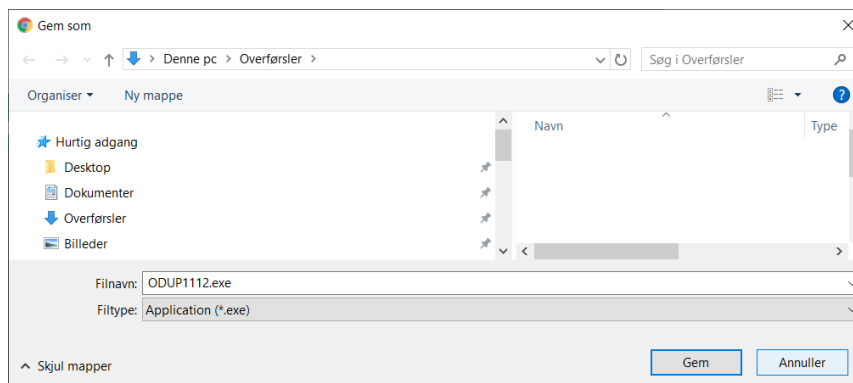 Gem som
Denne pc > Overførsler >
Søg i Overførsler
Organiser Ny mappe
?
Navn Type
Hurtig adgang
Desktop
Dokumenter
Overførsler
Billeder
Filnavn: ODUP1112.exe
Filtype: Application (*.exe)
Skjul mapper Gem Annuller